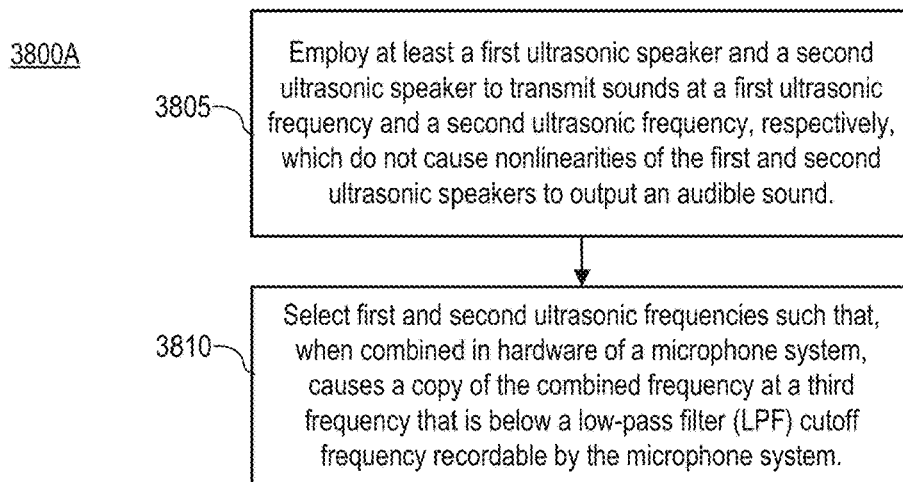 3800A
3805
Employ at least a first ultrasonic speaker and a second
ultrasonic speaker to transmit sounds at a first ultrasonic
frequency and a second ultrasonic frequency, respectively,
which do not cause nonlinearities of the first and second
ultrasonic speakers to output an audible sound.
3810
Select first and second ultrasonic frequencies such that,
when combined in hardware of a microphone system,
causes a copy of the combined frequency at a third
frequency that is below a low-pass filter (LPF) cutoff
frequency recordable by the microphone system.